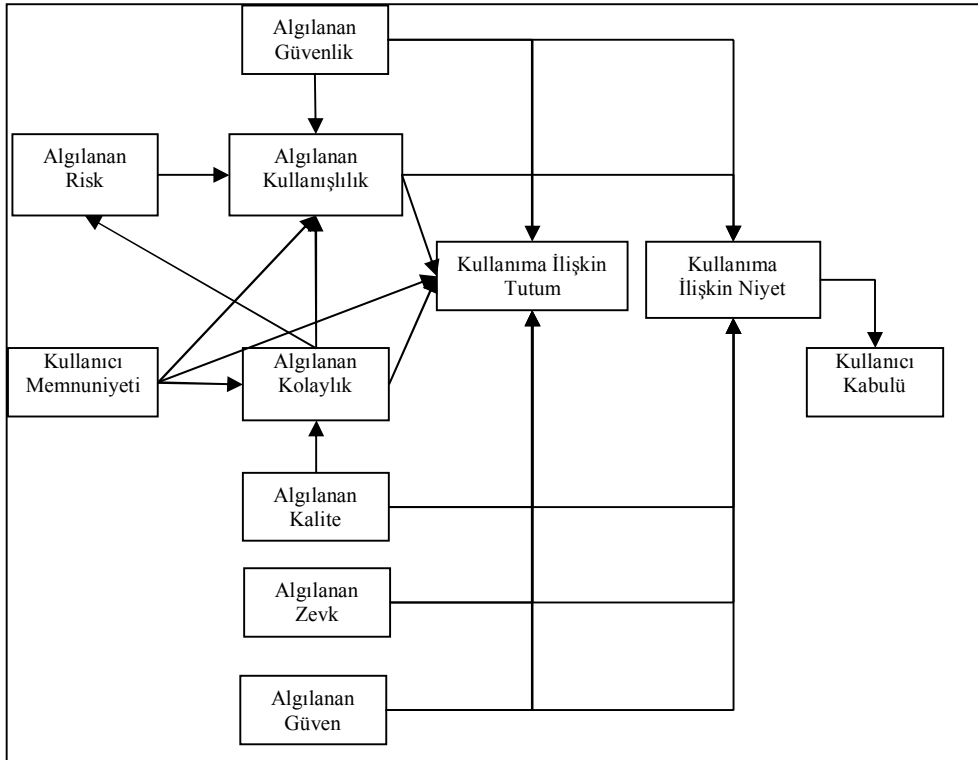 Algılanan
Güvenlik
Algılanan
Risk
Algılanan
Kullanışlılık
Kullanıma İlişkin
Tutum
Kullanıma
İlişkin Niyet
Kullanıcı
Memnuniyeti
Algılanan
Kolaylık
Kullanıcı
Kabulü
Algılanan
Kalite
Algılanan
Zevk
Algılanan
Güven